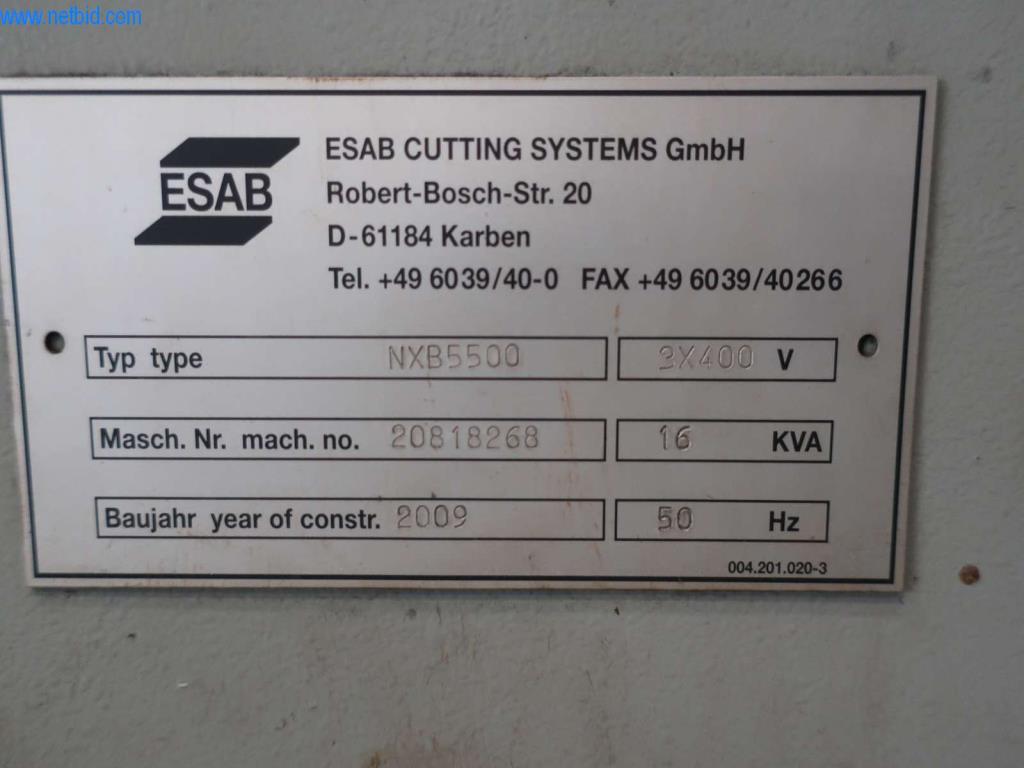 www.netbid.com
ESAB
ESAB CUTTING SYSTEMS GmbH
Robert-Bosch-Str. 20
D-61184 Karben
Tel. +49 6039/40-0 FAX +49 6039/40266
Typ type NXB5500 3X400 V
Masch. Nr. mach. no. 20818268 16 KVA
Baujahr year of constr. 2009 50 Hz
004.201.020-3